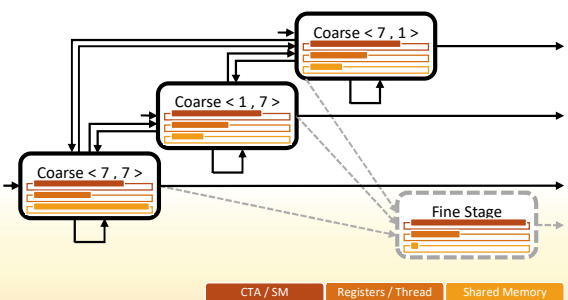 Coarse < 7 , 1 >
Coarse < 1 , 7 >
Coarse < 7 , 7 >
Fine Stage
CTA / SM
Registers / Thread
Shared Memory